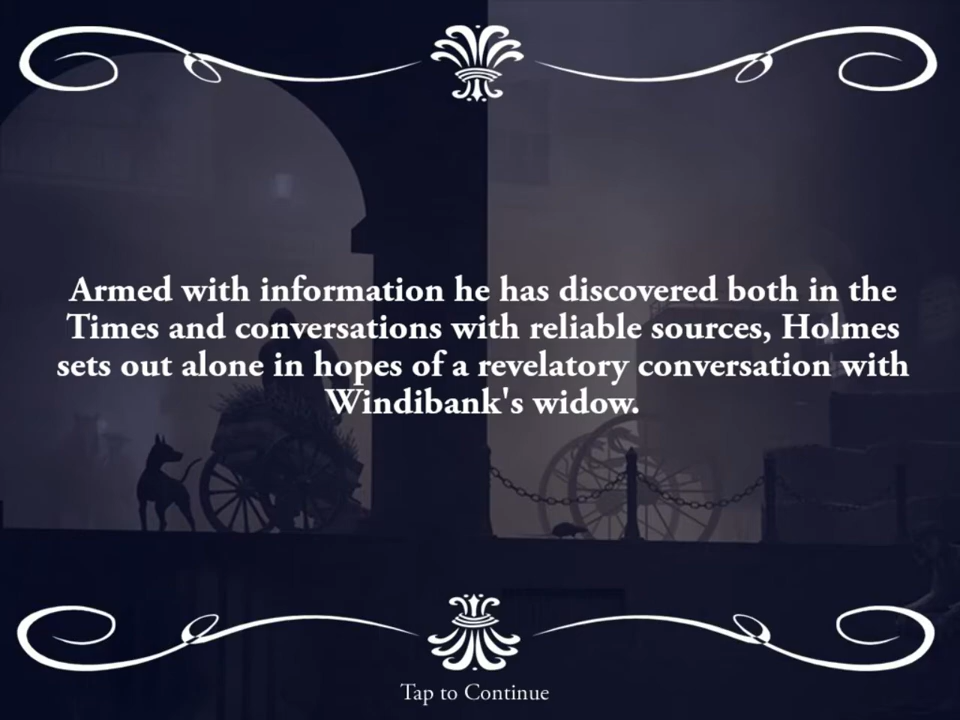 Armed with information he has discovered both in the
Times and conversations with reliable sources, Holmes
sets out alone in hopes of a revelatory conversation with
Windibank's widow.
Tap to Continue